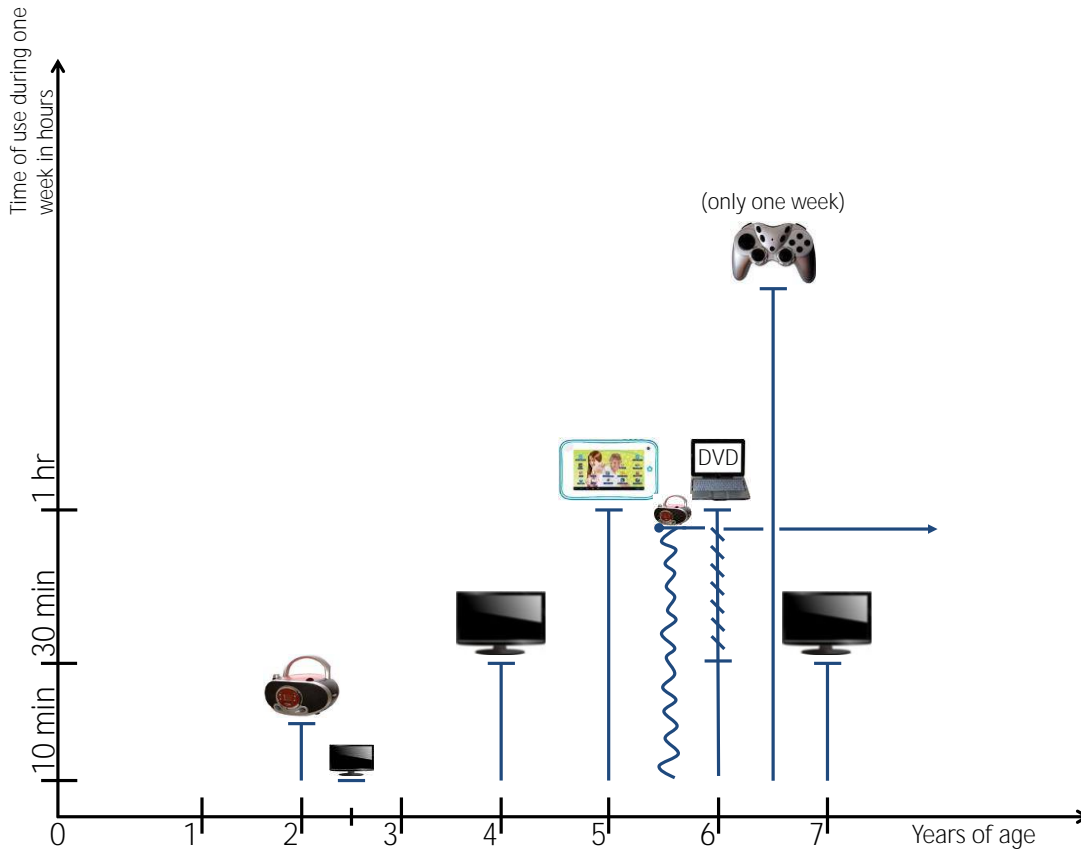 Time of use during one
week in hours
(only one week)
1 hr
DVD
30 min
10 min
0
1
2
3
4
5
6
7
Years of age